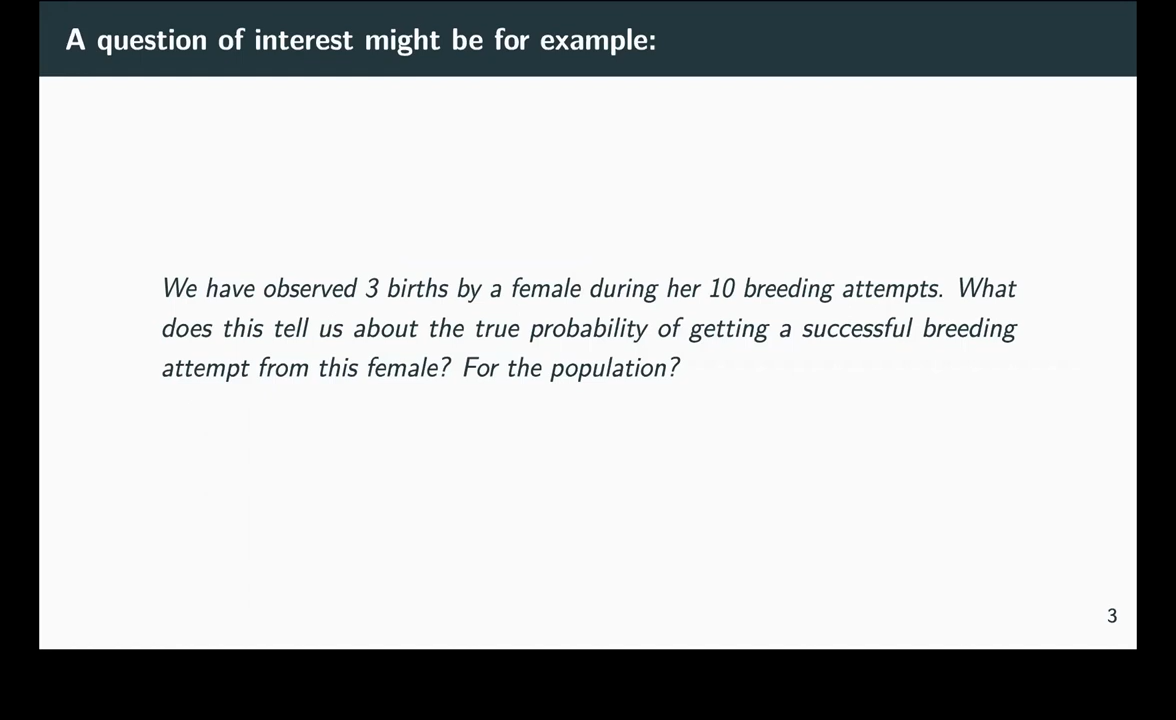 A question of interest might be for example:
We have observed 3 births by a female during her 10 breeding attempts. What
does this tell us about the true probability of getting a successful breeding
attempt from this female? For the population?
3